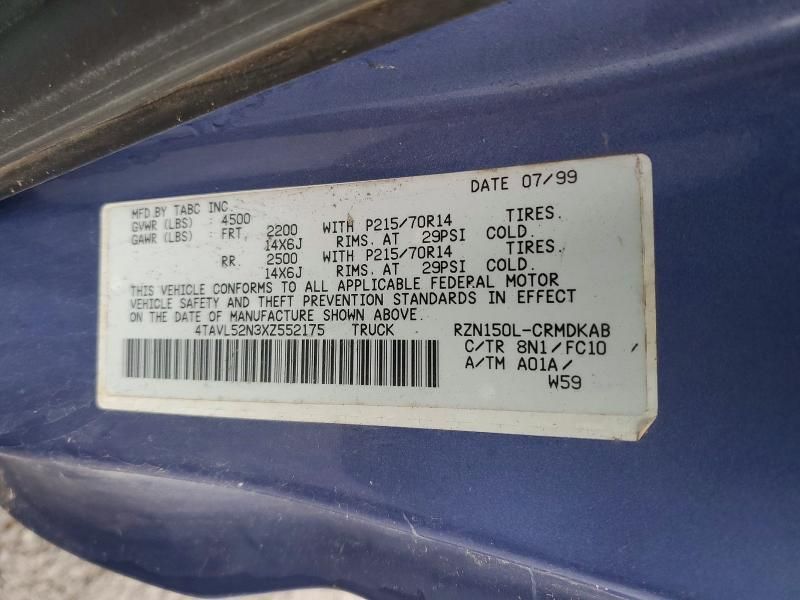 DATE 07/99
MFD.BY TABC INC.
GVWR (LBS): 4500
GAWR (LBS): FRT, 2200 WITH P215/70R14 TIRES.
14X6J RIMS. AT 29PSI COLD.
RR. 2500 WITH P215/70R14 TIRES.
14X6J RIMS. AT 29PSI COLD.
THIS VEHICLE CONFORMS TO ALL APPLICABLE FEDERAL MOTOR
VEHICLE SAFETY AND THEFT PREVENTION STANDARDS IN EFFECT
ON THE DATE OF MANUFACTURE SHOWN ABOVE.
4TAVL52N3XZ552175 TRUCK RZN150L-CRMDKAB
C/TR 8N1/FC10
A/TM A01A/
W59